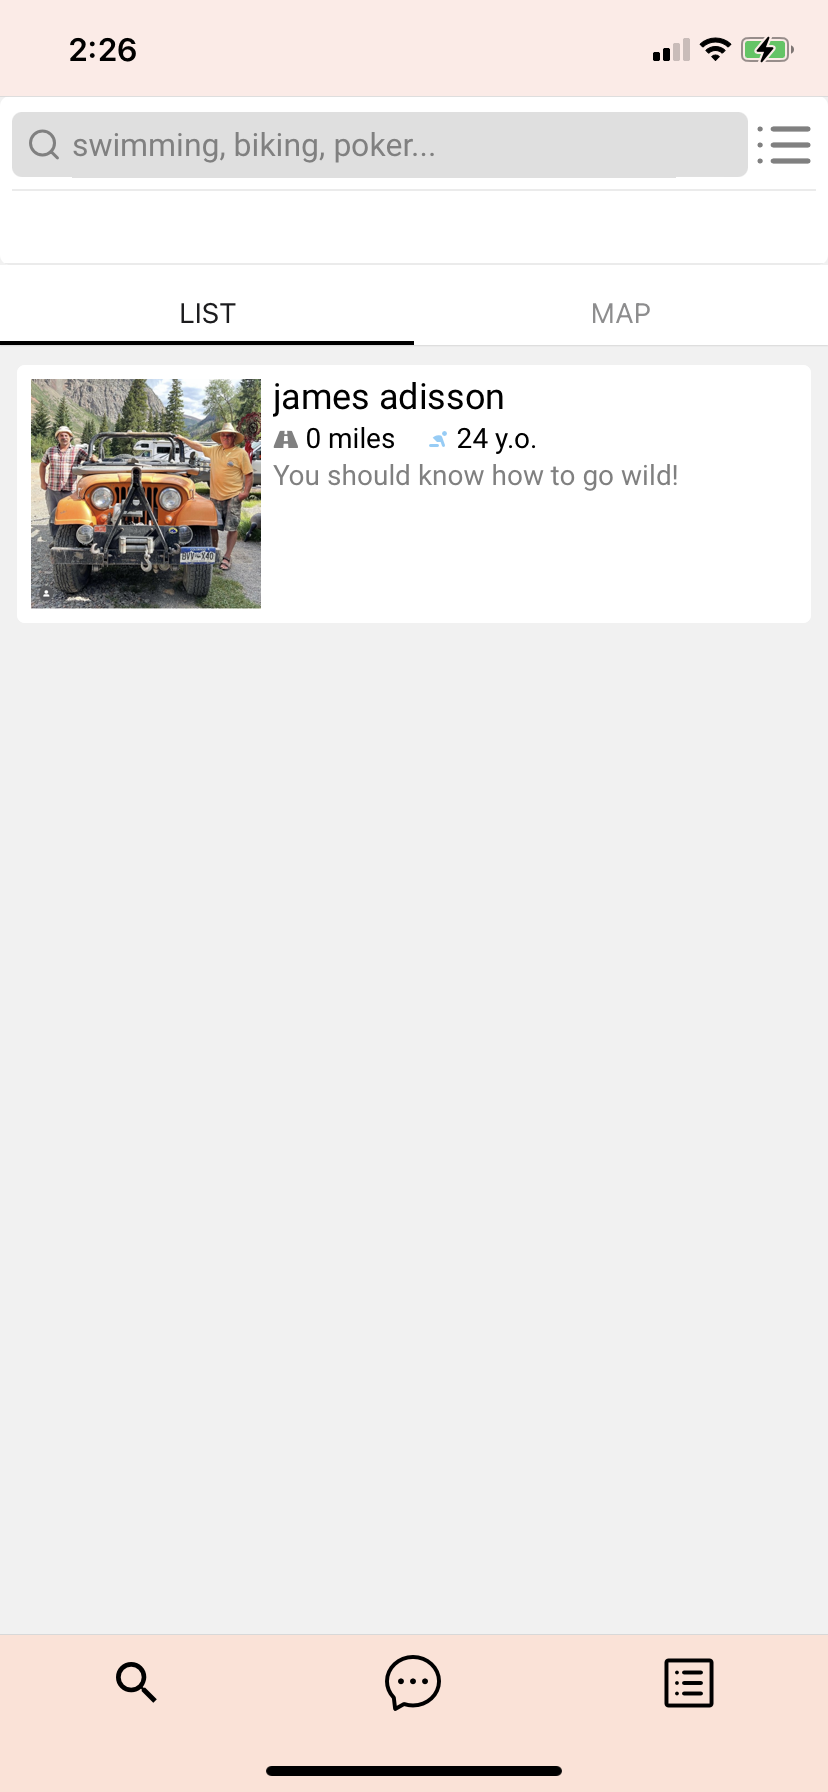 2:26
swimming, biking, poker...
LIST
MAP
james adisson
0 miles
24 y.o.
You should know how to go wild!